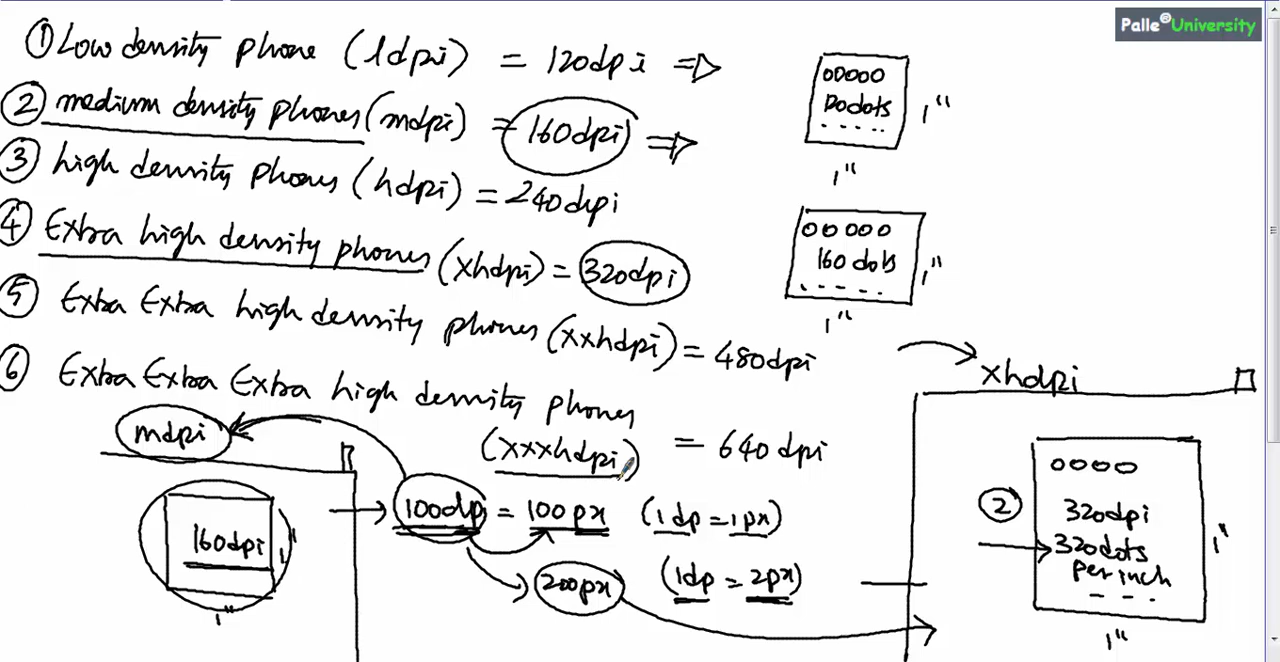 Palle®University
① Low density phone (ldpi) = 120dpi ⇒
00000
Dodots
- - - - -
1"
1"
② medium density phones (mdpi) = 160dpi ⇒
③ high density phones (hdpi) = 240dpi
④ Extra high density phones (xhdpi) = 320dpi
00000
160 dots
- - - -
1"
1"
⑤ Extra Extra high density phones (xxhdpi) = 480dpi
⑥ Extra Extra Extra high density phones
(xxxhdpi) = 640dpi
mdpi
160dpi
1"
1"
100dp = 100px (1dp = 1px)
200px (1dp = 2px)
xhdpi
②
0000
320dpi
320dots
per inch
- - -
1"
1"